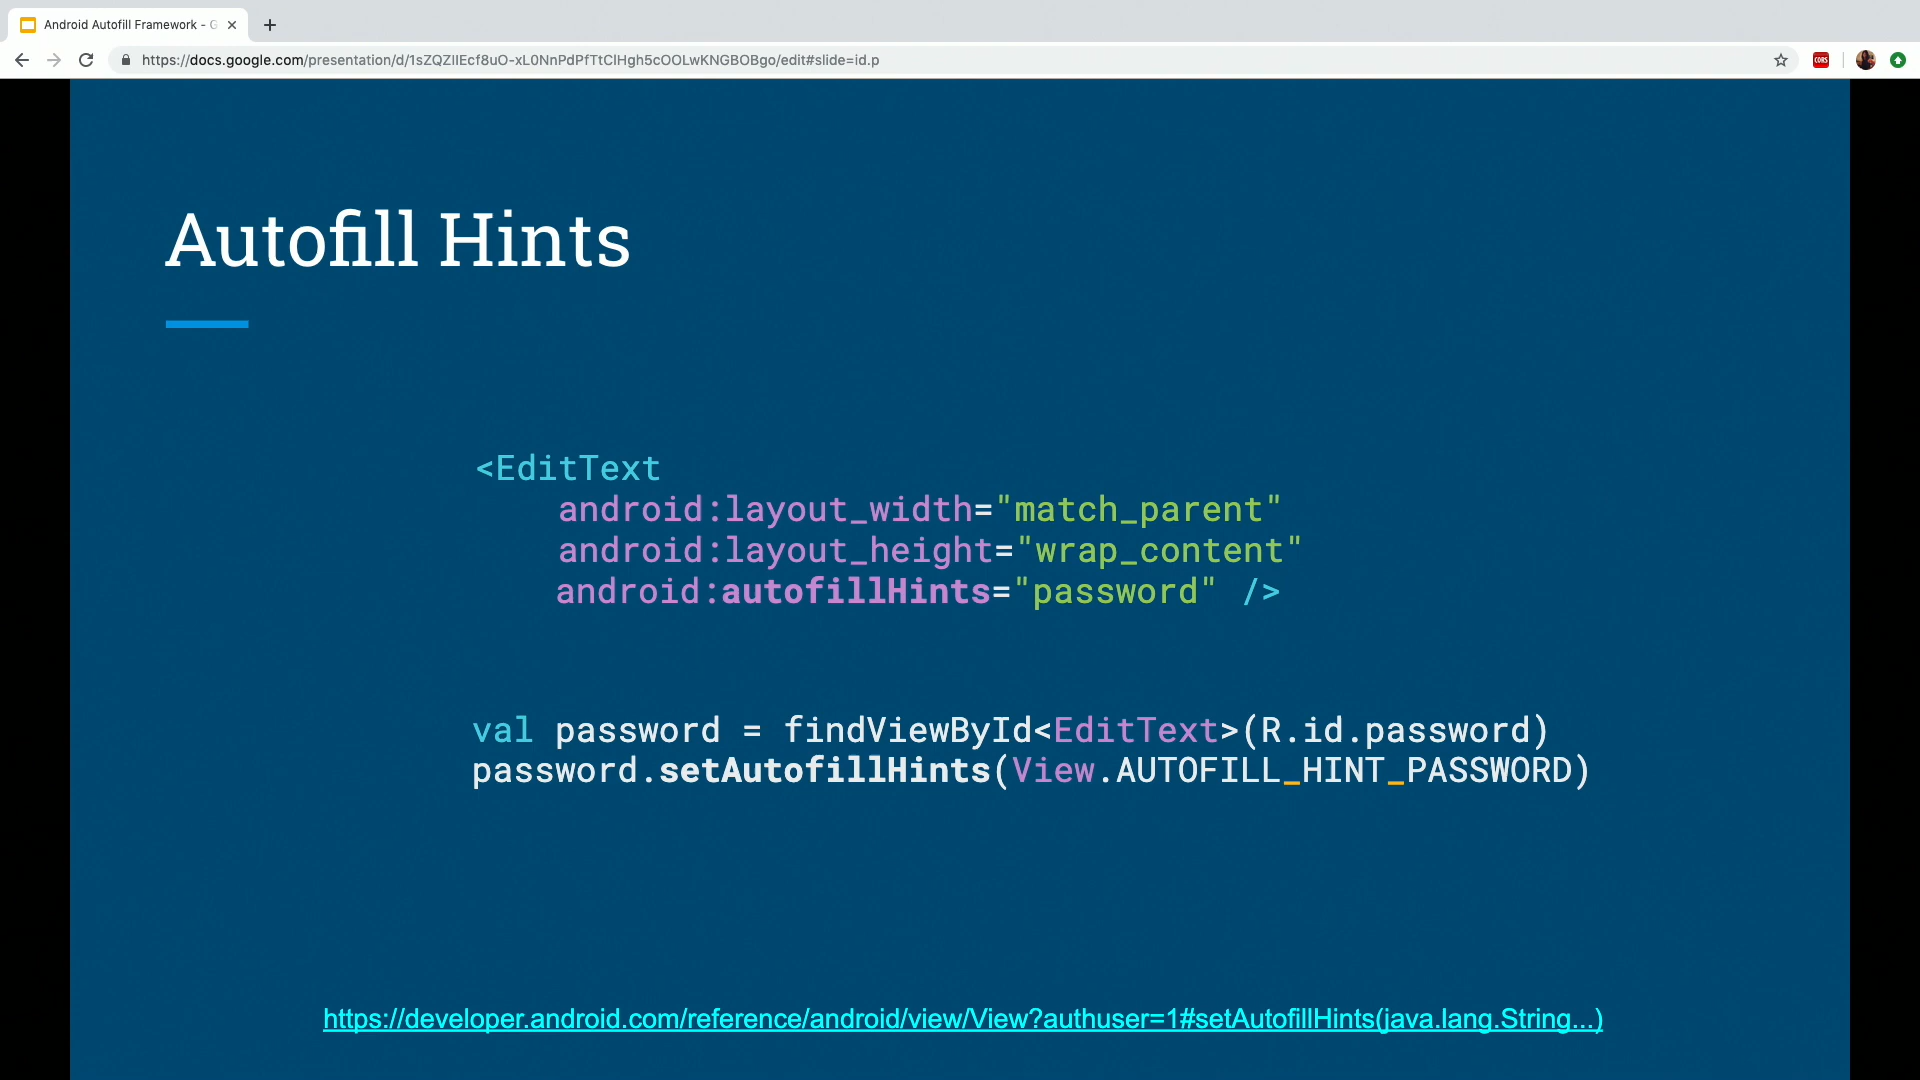 Android Autofill Framework - G
https://docs.google.com/presentation/d/1sZQZIIEcf8uO-xL0NnPdPfTtClHgh5cOOLwKNGBOBgo/edit#slide=id.p
CORS
Autofill Hints
<EditText
android:layout_width="match_parent"
android:layout_height="wrap_content"
android:autofillHints="password" />
val password = findViewById<EditText>(R.id.password)
password.setAutofillHints(View.AUTOFILL_HINT_PASSWORD)
https://developer.android.com/reference/android/view/View?authuser=1#setAutofillHints(java.lang.String...)